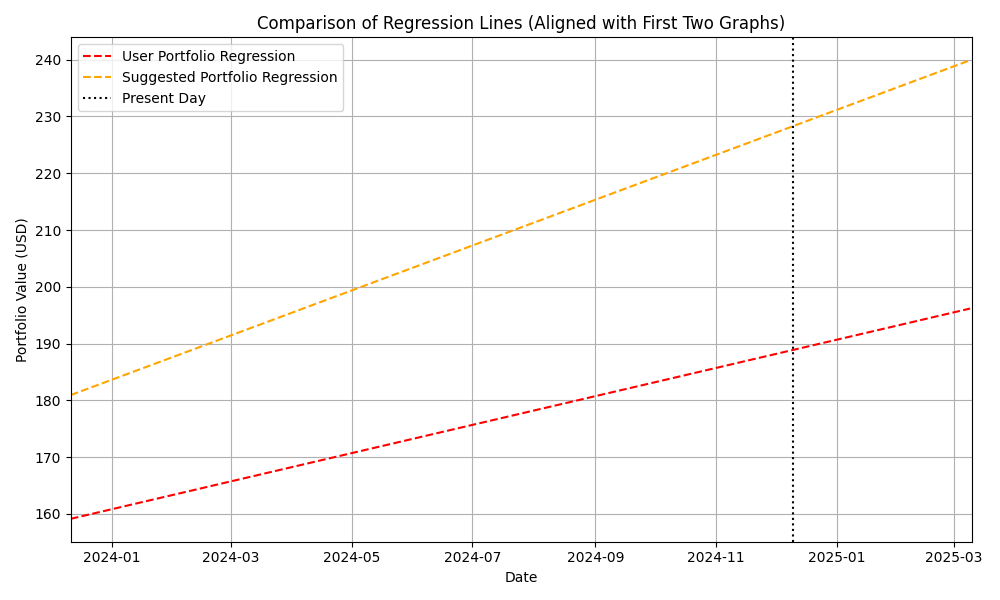 Comparison of Regression Lines (Aligned with First Two Graphs)
User Portfolio Regression
Suggested Portfolio Regression
Present Day
Portfolio Value (USD)
240
230
220
210
200
190
180
170
160
2024-01 2024-03 2024-05 2024-07 2024-09 2024-11 2025-01 2025-03
Date